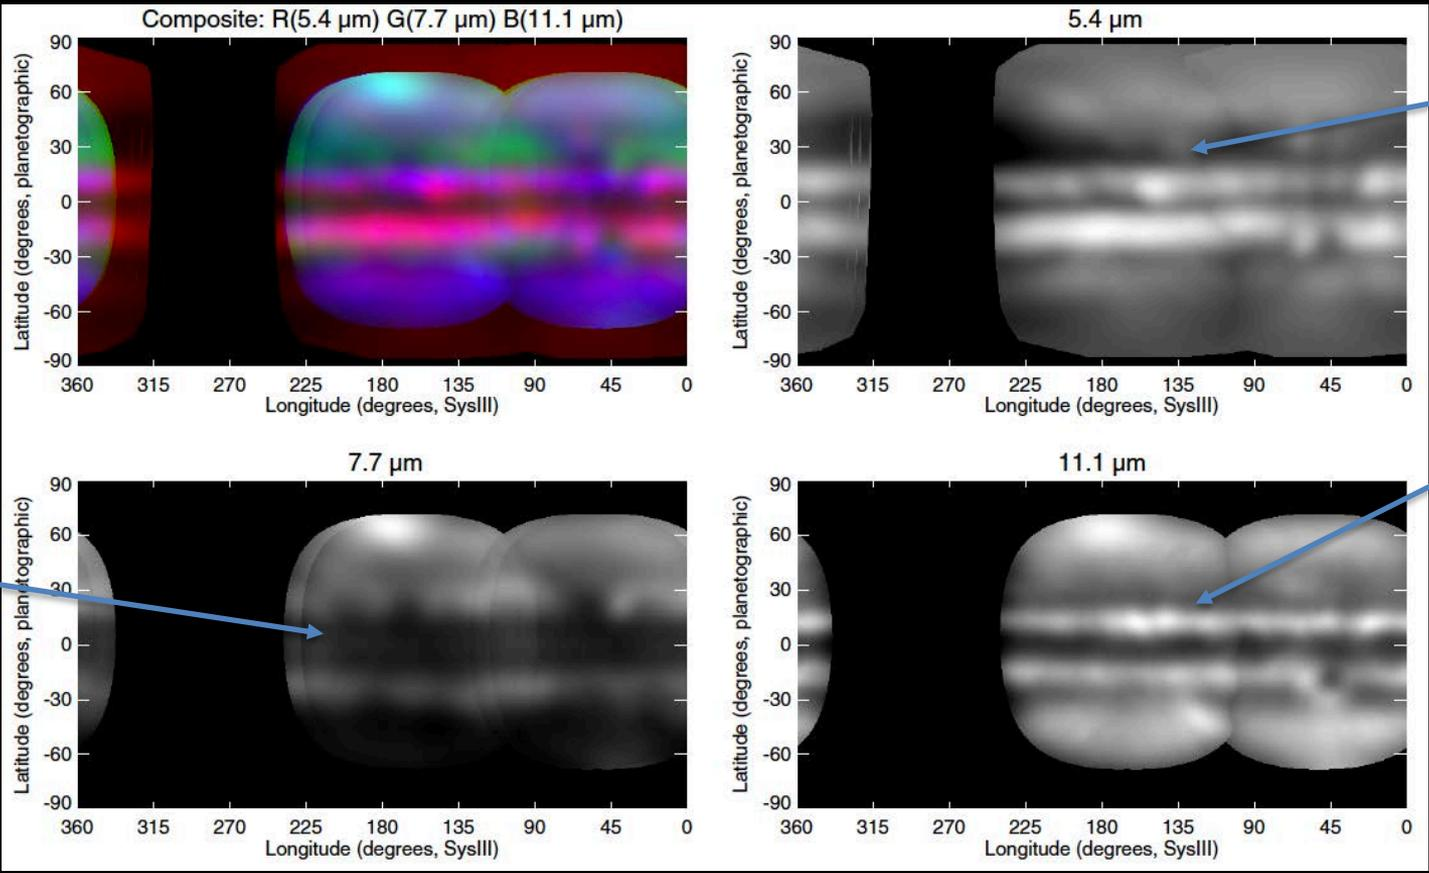 Composite: R(5.4 µm) G(7.7 µm) B(11.1 µm)
Latitude (degrees, planetographic)
90
60
30
0
-30
-60
-90
360 315 270 225 180 135 90 45 0
Longitude (degrees, SysIII)
5.4 µm
Latitude (degrees, planetographic)
90
60
30
0
-30
-60
-90
360 315 270 225 180 135 90 45 0
Longitude (degrees, SysIII)
7.7 µm
Latitude (degrees, planetographic)
90
60
30
0
-30
-60
-90
360 315 270 225 180 135 90 45 0
Longitude (degrees, SysIII)
11.1 µm
Latitude (degrees, planetographic)
90
60
30
0
-30
-60
-90
360 315 270 225 180 135 90 45 0
Longitude (degrees, SysIII)